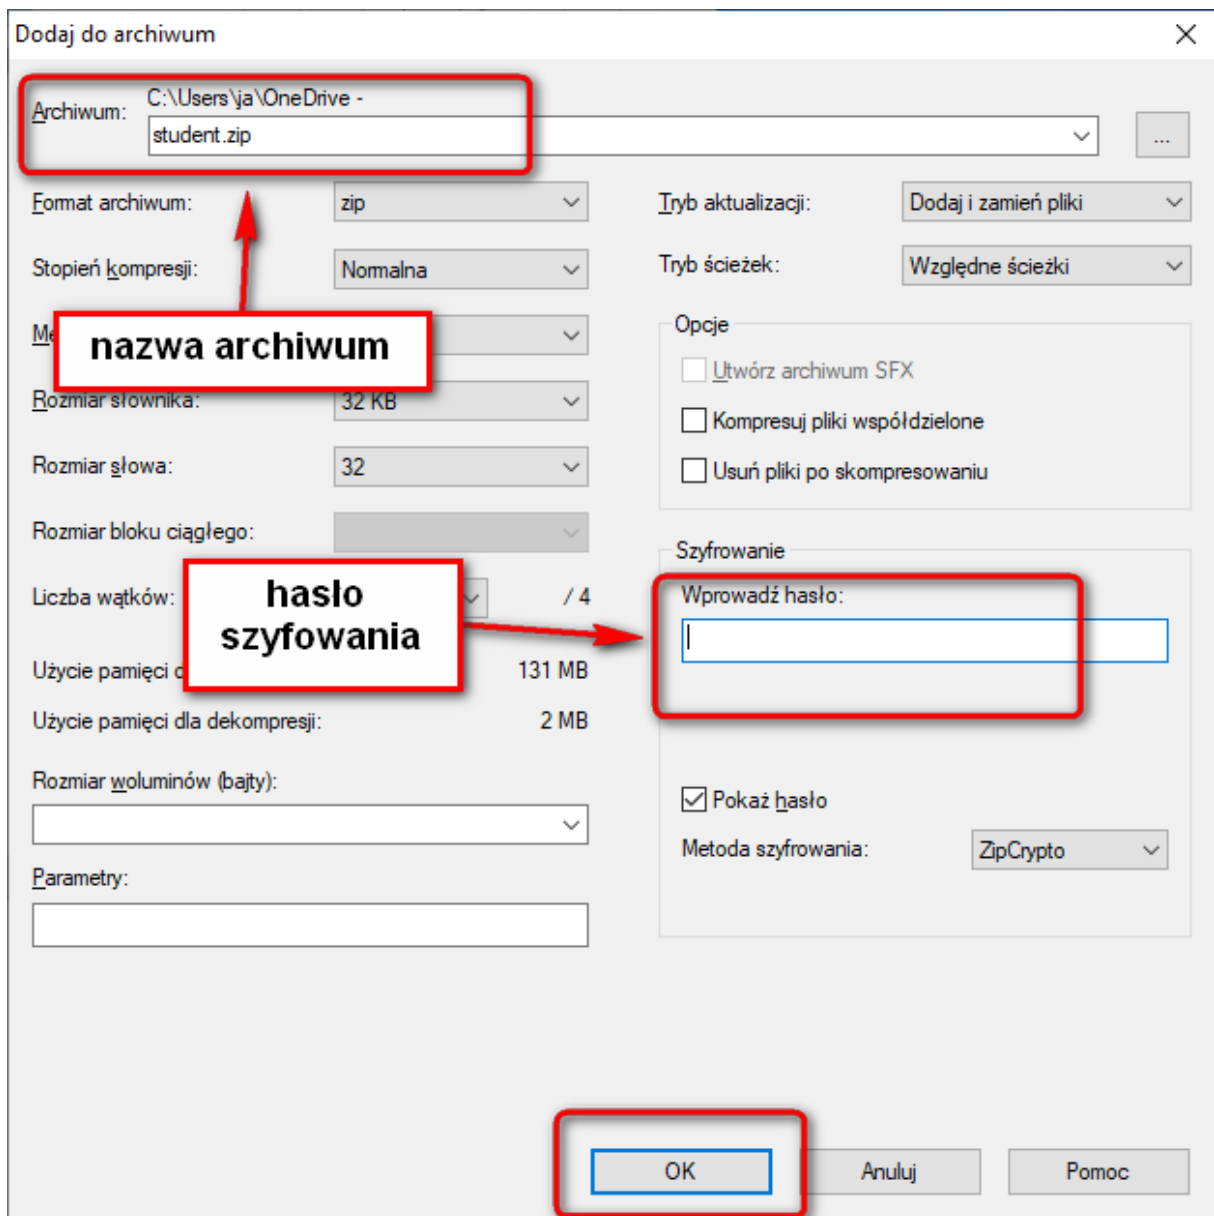 Dodaj do archiwum
C:\Users\ja\OneDrive -
Archiwum:
student.zip
...
Format archiwum:
zip
Tryb aktualizacji:
Dodaj i zamień pliki
Stopień kompresji:
Normalna
Tryb ścieżek:
Względne ścieżki
nazwa archiwum
Opcje
Utwórz archiwum SFX
Rozmiar słownika:
32 KB
Kompresuj pliki współdzielone
Rozmiar słowa:
32
Usuń pliki po skompresowaniu
Rozmiar bloku ciągłego:
Szyfrowanie
Liczba wątków:
/ 4
hasło
szyfowania
Wprowadź hasło:
Użycie pamięci
131 MB
Użycie pamięci dla dekompresji:
2 MB
Rozmiar woluminów (bajty):
Pokaż hasło
Metoda szyfrowania:
ZipCrypto
Parametry:
OK
Anuluj
Pomoc